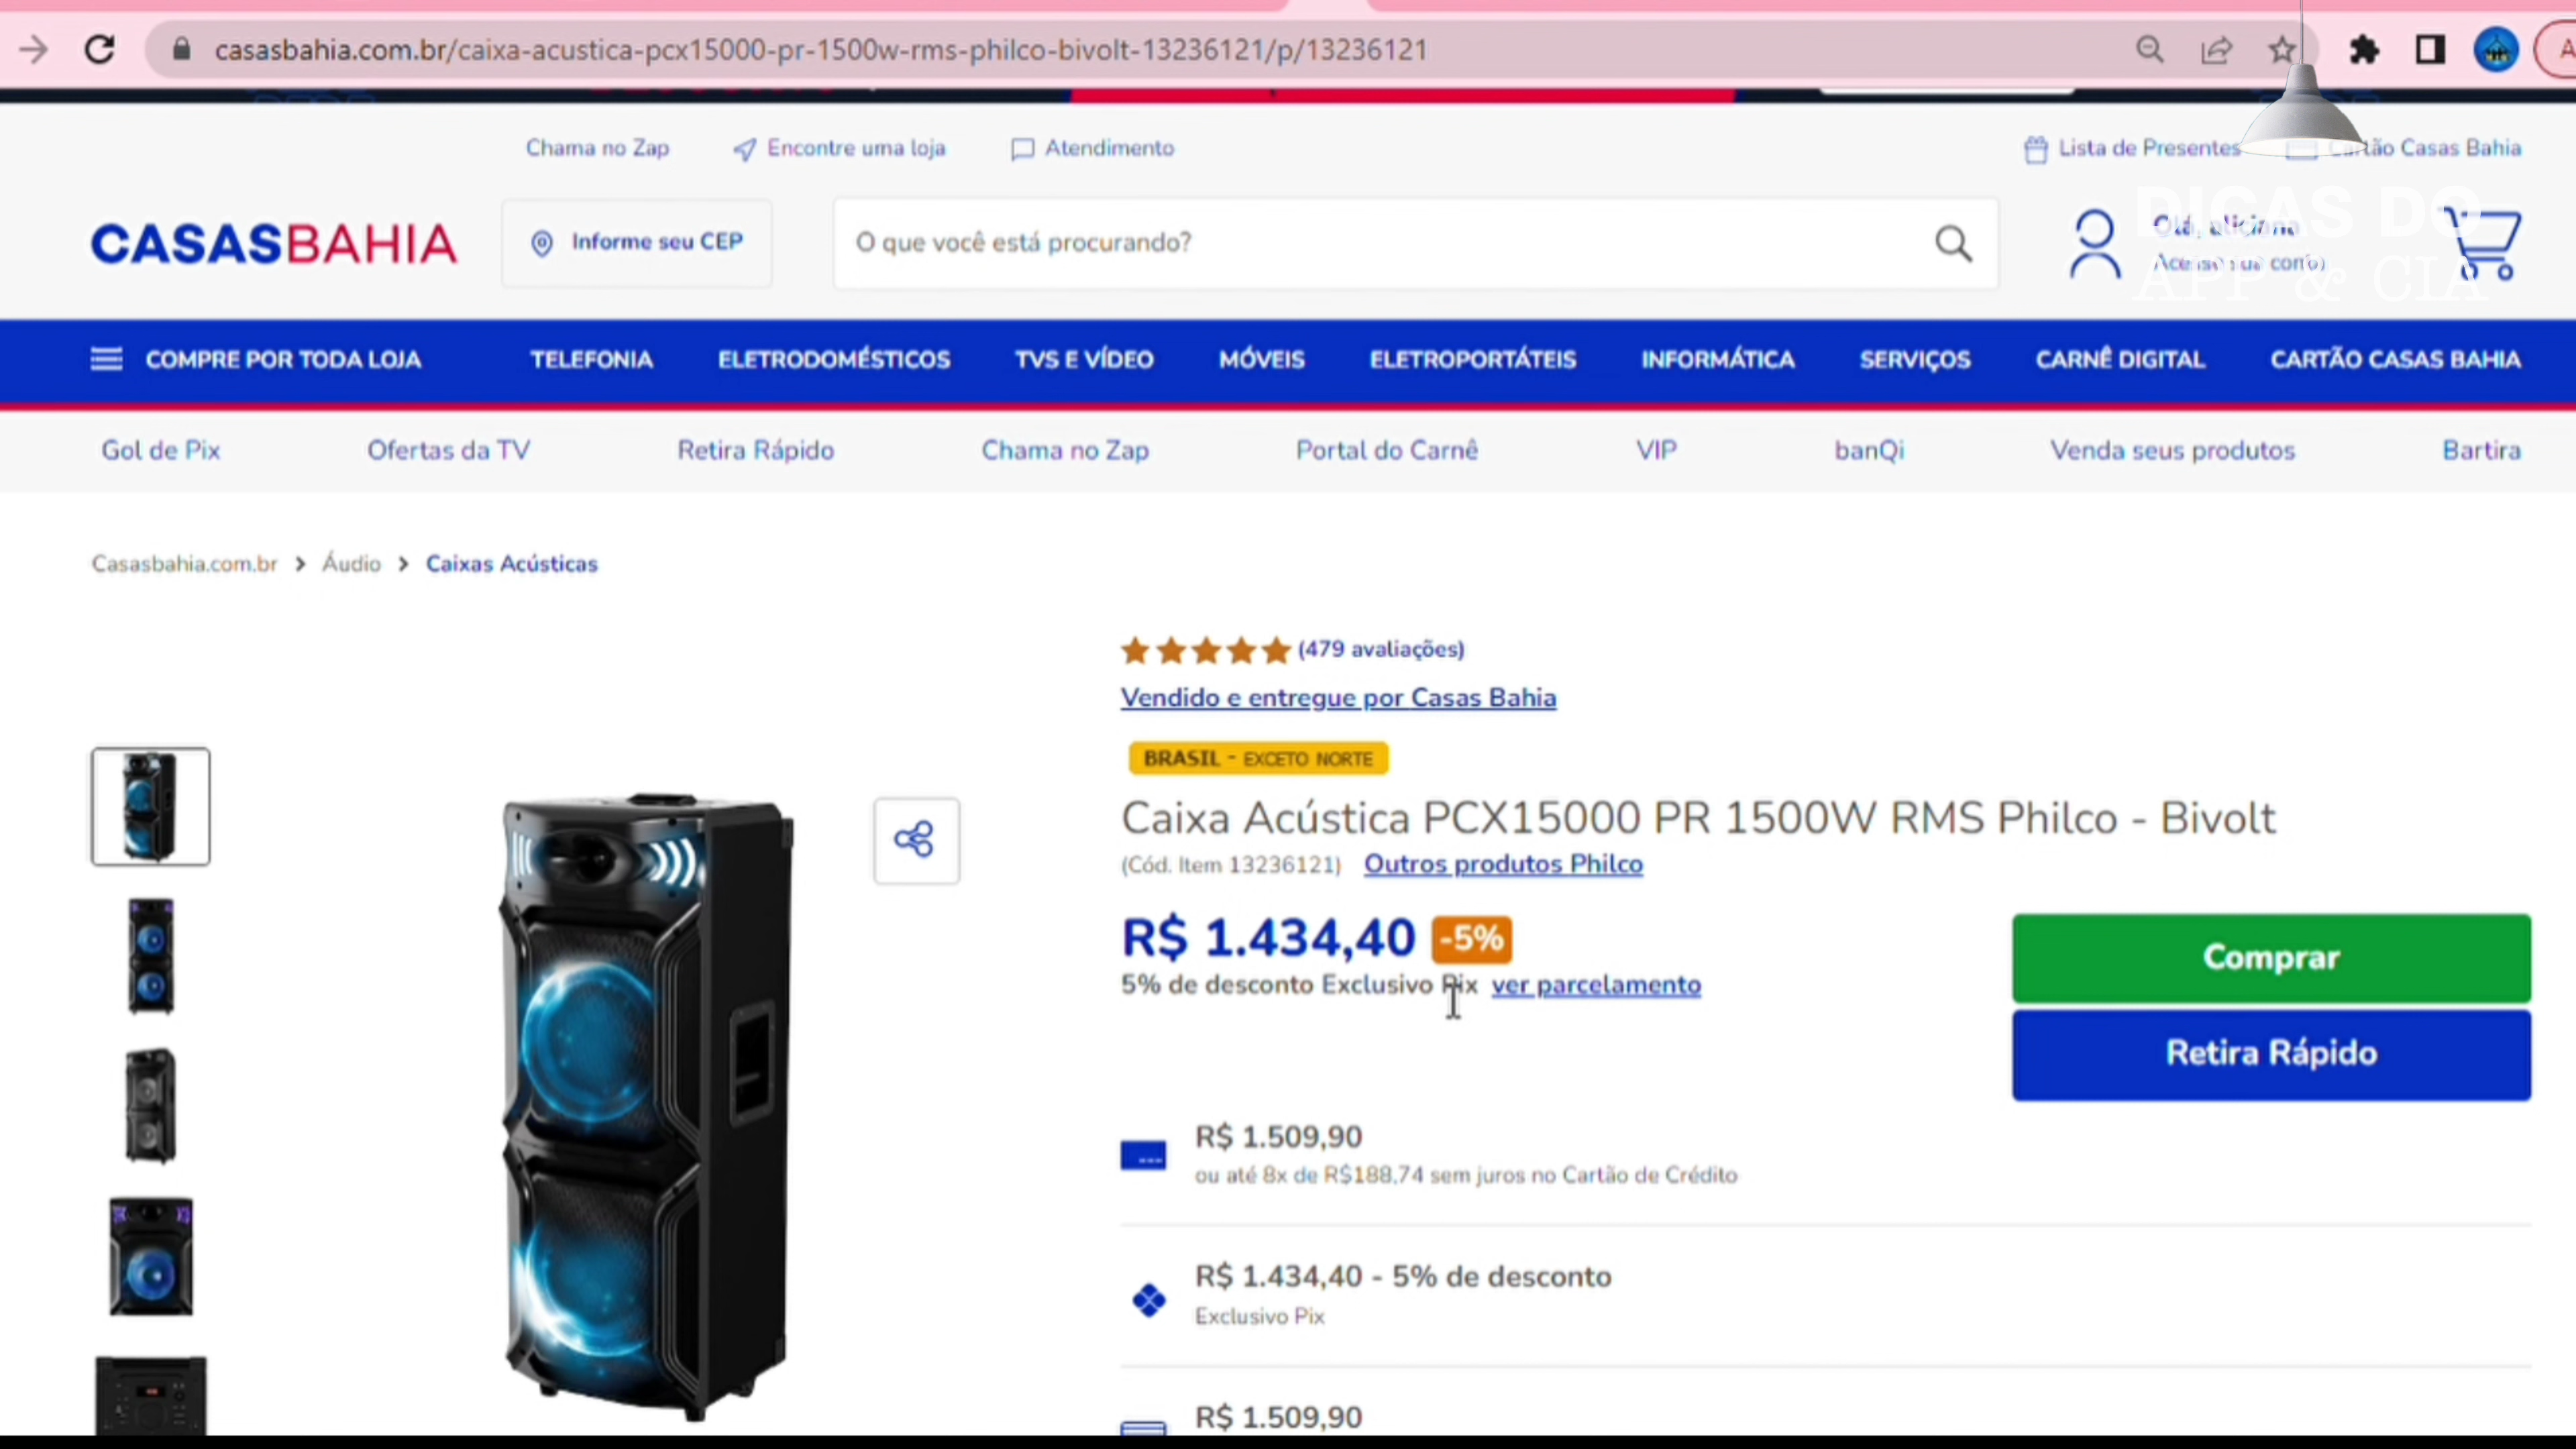 casasbahia.com.br/caixa-acustica-pcx15000-pr-1500w-rms-philco-bivolt-13236121/p/13236121
Chama no Zap
Encontre uma loja
Atendimento
Lista de Presentes
Cartão Casas Bahia
CASASBAHIA
Informe seu CEP
O que você está procurando?
DICAS DO
APP & CIA
COMPRE POR TODA LOJA
TELEFONIA
ELETRODOMÉSTICOS
TVS E VÍDEO
MÓVEIS
ELETROPORTÁTEIS
INFORMÁTICA
SERVIÇOS
CARNÊ DIGITAL
CARTÃO CASAS BAHIA
Gol de Pix
Ofertas da TV
Retira Rápido
Chama no Zap
Portal do Carnê
VIP
banQi
Venda seus produtos
Bartira
Casasbahia.com.br > Áudio > Caixas Acústicas
(479 avaliações)
Vendido e entregue por Casas Bahia
BRASIL - EXCETO NORTE
Caixa Acústica PCX15000 PR 1500W RMS Philco - Bivolt
(Cód. Item 13236121) Outros produtos Philco
R$ 1.434,40 -5%
5% de desconto Exclusivo Pix ver parcelamento
Comprar
Retira Rápido
R$ 1.509,90
ou até 8x de R$188,74 sem juros no Cartão de Crédito
R$ 1.434,40 - 5% de desconto
Exclusivo Pix
R$ 1.509,90